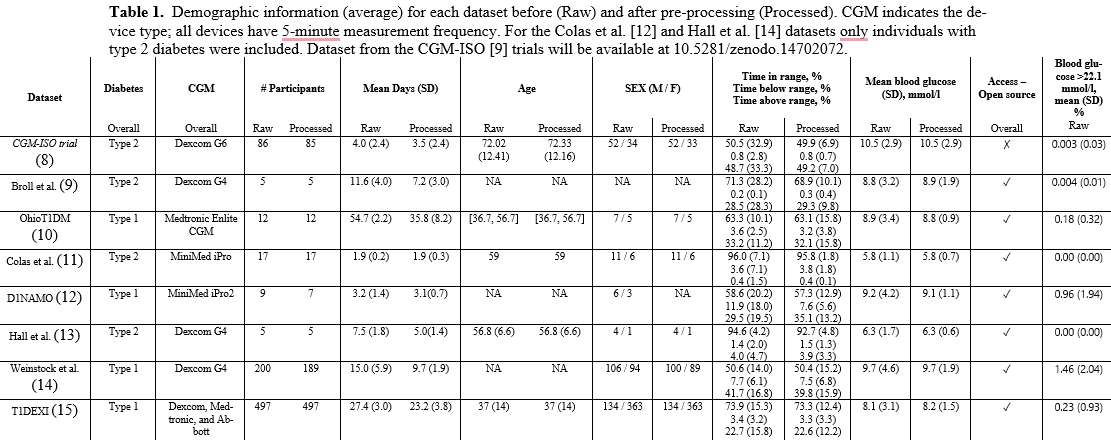 Table 1. Demographic information (average) for each dataset before (Raw) and after pre-processing (Processed). CGM indicates the de-
vice type; all devices have 5-minute measurement frequency. For the Colas et al. [12] and Hall et al. [14] datasets only individuals with
type 2 diabetes were included. Dataset from the CGM-ISO [9] trials will be available at 10.5281/zenodo.14702072.
Dataset Diabetes CGM # Participants Mean Days (SD) Age SEX (M / F) Time in range, % Time below range, % Time above range, % Mean blood glucose (SD), mmol/l Access – Open source Blood glu-cose >22.1 mmol/l, mean (SD) %
Overall Overall Raw Processed Raw Processed Raw Processed Raw Processed Raw Processed Raw Processed Overall Raw
CGM-ISO trial (8) Type 2 Dexcom G6 86 85 4.0 (2.4) 3.5 (2.4) 72.02 (12.41) 72.33 (12.16) 52 / 34 52 / 33 50.5 (32.9) 49.9 (6.9) 10.5 (2.9) 10.5 (2.9) ✗ 0.003 (0.03)
0.8 (2.8) 0.8 (0.7)
48.7 (33.3) 49.2 (7.0)
Broll et al. (9) Type 2 Dexcom G4 5 5 11.6 (4.0) 7.2 (3.0) NA NA NA NA 71.3 (28.2) 68.9 (10.1) 8.8 (3.2) 8.9 (1.9) ✓ 0.004 (0.01)
0.2 (0.1) 0.3 (0.4)
28.5 (28.3) 29.3 (9.8)
OhioT1DM (10) Type 1 Medtronic Enlite CGM 12 12 54.7 (2.2) 35.8 (8.2) [36.7, 56.7] [36.7, 56.7] 7 / 5 7 / 5 63.3 (10.1) 63.1 (15.8) 8.9 (3.4) 8.8 (0.9) ✓ 0.18 (0.32)
3.6 (2.5) 3.2 (3.8)
33.2 (11.2) 32.1 (15.8)
Colas et al. (11) Type 2 MiniMed iPro 17 17 1.9 (0.2) 1.9 (0.3) 59 59 11 / 6 11 / 6 96.0 (7.1) 95.8 (1.8) 5.8 (1.1) 5.8 (0.7) ✓ 0.00 (0.00)
3.6 (7.1) 3.8 (1.8)
0.4 (1.5) 0.4 (0.1)
D1NAMO (12) Type 1 MiniMed iPro2 9 7 3.2 (1.4) 3.1(0.7) NA NA 6 / 3 NA 58.6 (20.2) 57.3 (12.9) 9.2 (4.2) 9.1 (1.1) ✓ 0.96 (1.94)
11.9 (18.0) 7.6 (5.6)
29.5 (19.5) 35.1 (13.2)
Hall et al. (13) Type 2 Dexcom G4 5 5 7.5 (1.8) 5.0(1.4) 56.8 (6.6) 56.8 (6.6) 4 / 1 4 / 1 94.6 (4.2) 92.7 (4.8) 6.3 (1.7) 6.3 (0.6) ✓ 0.00 (0.00)
1.4 (2.0) 1.5 (1.3)
4.0 (4.7) 3.9 (3.3)
Weinstock et al. (14) Type 1 Dexcom G4 200 189 15.0 (5.9) 9.7 (1.9) NA NA 106 / 94 100 / 89 50.6 (14.0) 50.4 (15.2) 9.7 (4.6) 9.7 (1.9) ✓ 1.46 (2.04)
7.7 (6.1) 7.5 (6.8)
41.7 (16.8) 39.8 (15.9)
T1DEXI (15) Type 1 Dexcom, Med-tronic, and Ab-bott 497 497 27.4 (3.0) 23.2 (3.8) 37 (14) 37 (14) 134 / 363 134 / 363 73.9 (15.3) 73.3 (12.4) 8.1 (3.1) 8.2 (1.5) ✓ 0.23 (0.93)
3.4 (3.2) 3.3 (3.3)
22.7 (15.8) 22.6 (12.2)